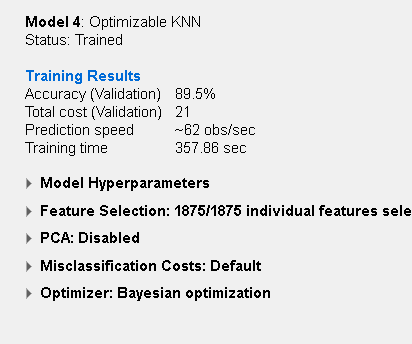 Model 4: Optimizable KNN
Status: Trained
Training Results
Accuracy (Validation) 89.5%
Total cost (Validation) 21
Prediction speed ~62 obs/sec
Training time 357.86 sec
Model Hyperparameters
Feature Selection: 1875/1875 individual features sele
PCA: Disabled
Misclassification Costs: Default
Optimizer: Bayesian optimization